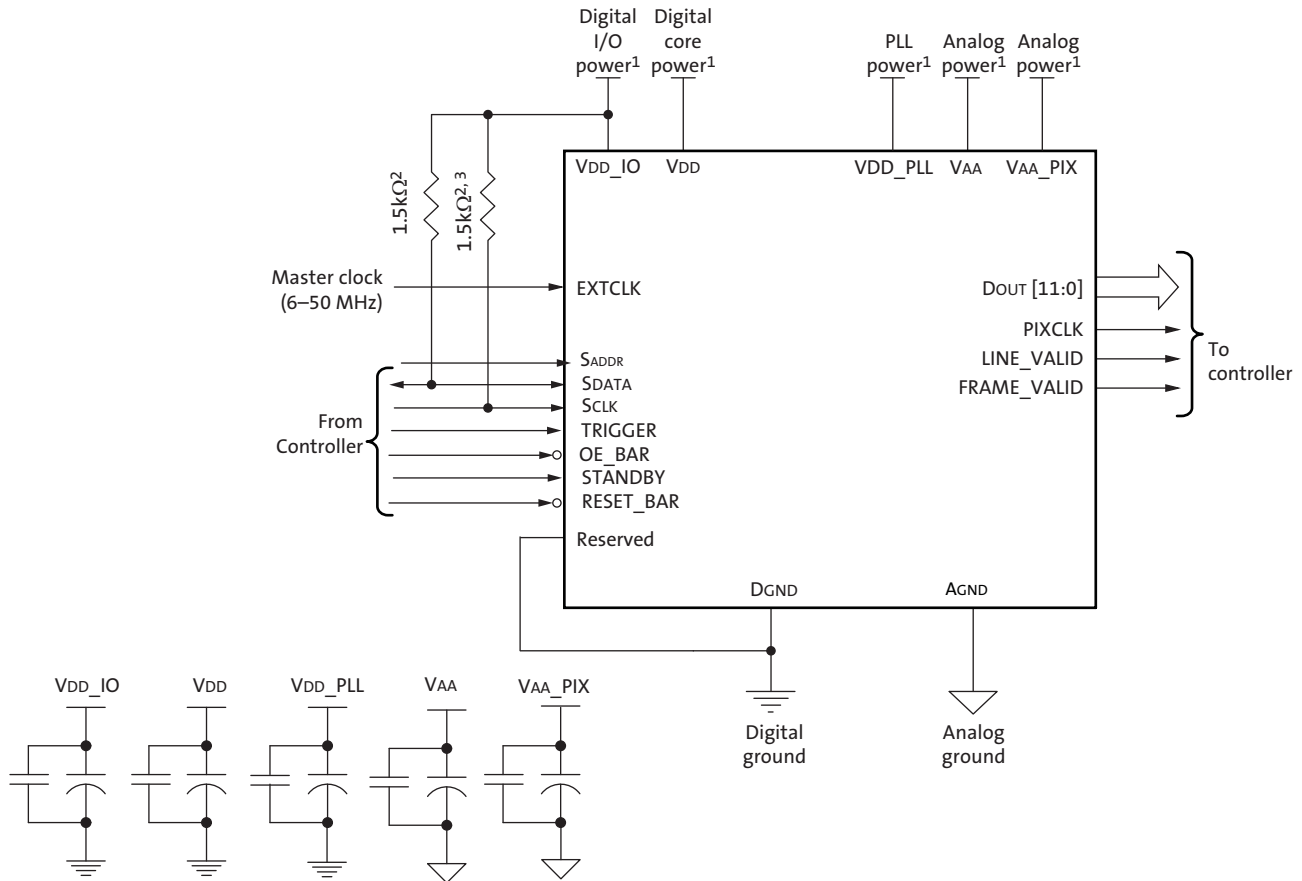 Digital
I/O
power¹
Digital
core
power¹
PLL
power¹
Analog
power¹
Analog
power¹
VDD_IO
VDD
VDD_PLL
VAA
VAA_PIX
1.5kΩ²
1.5kΩ²,³
Master clock
(6–50 MHz)
EXTCLK
SADDR
SDATA
SCLK
TRIGGER
OE_BAR
STANDBY
RESET_BAR
Reserved
From
Controller
DOUT [11:0]
PIXCLK
LINE_VALID
FRAME_VALID
To
controller
DGND
AGND
Digital
ground
Analog
ground
VDD_IO
VDD
VDD_PLL
VAA
VAA_PIX